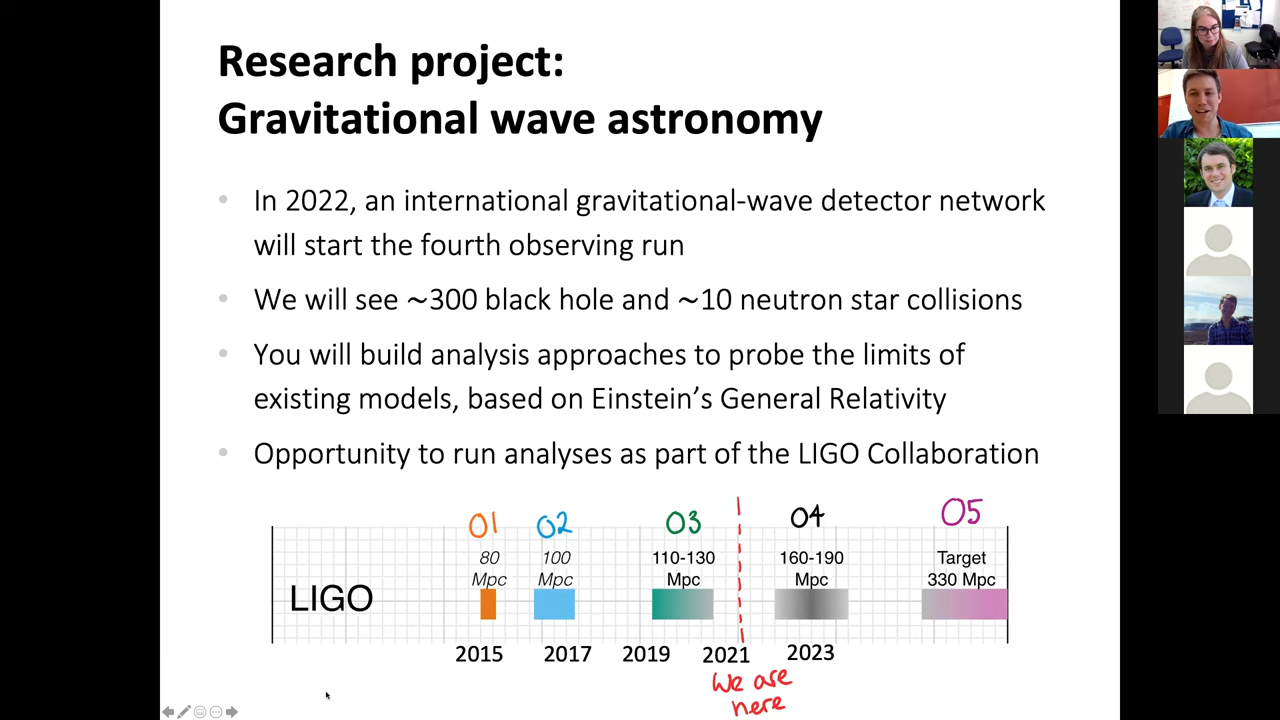 Research project:
Gravitational wave astronomy
• In 2022, an international gravitational-wave detector network
will start the fourth observing run
• We will see ~300 black hole and ~10 neutron star collisions
• You will build analysis approaches to probe the limits of
existing models, based on Einstein’s General Relativity
• Opportunity to run analyses as part of the LIGO Collaboration
O1 O2 O3 O4 O5
80 100 110-130 160-190 Target
Mpc Mpc Mpc Mpc 330 Mpc
LIGO
2015 2017 2019 2021 2023
We are
here